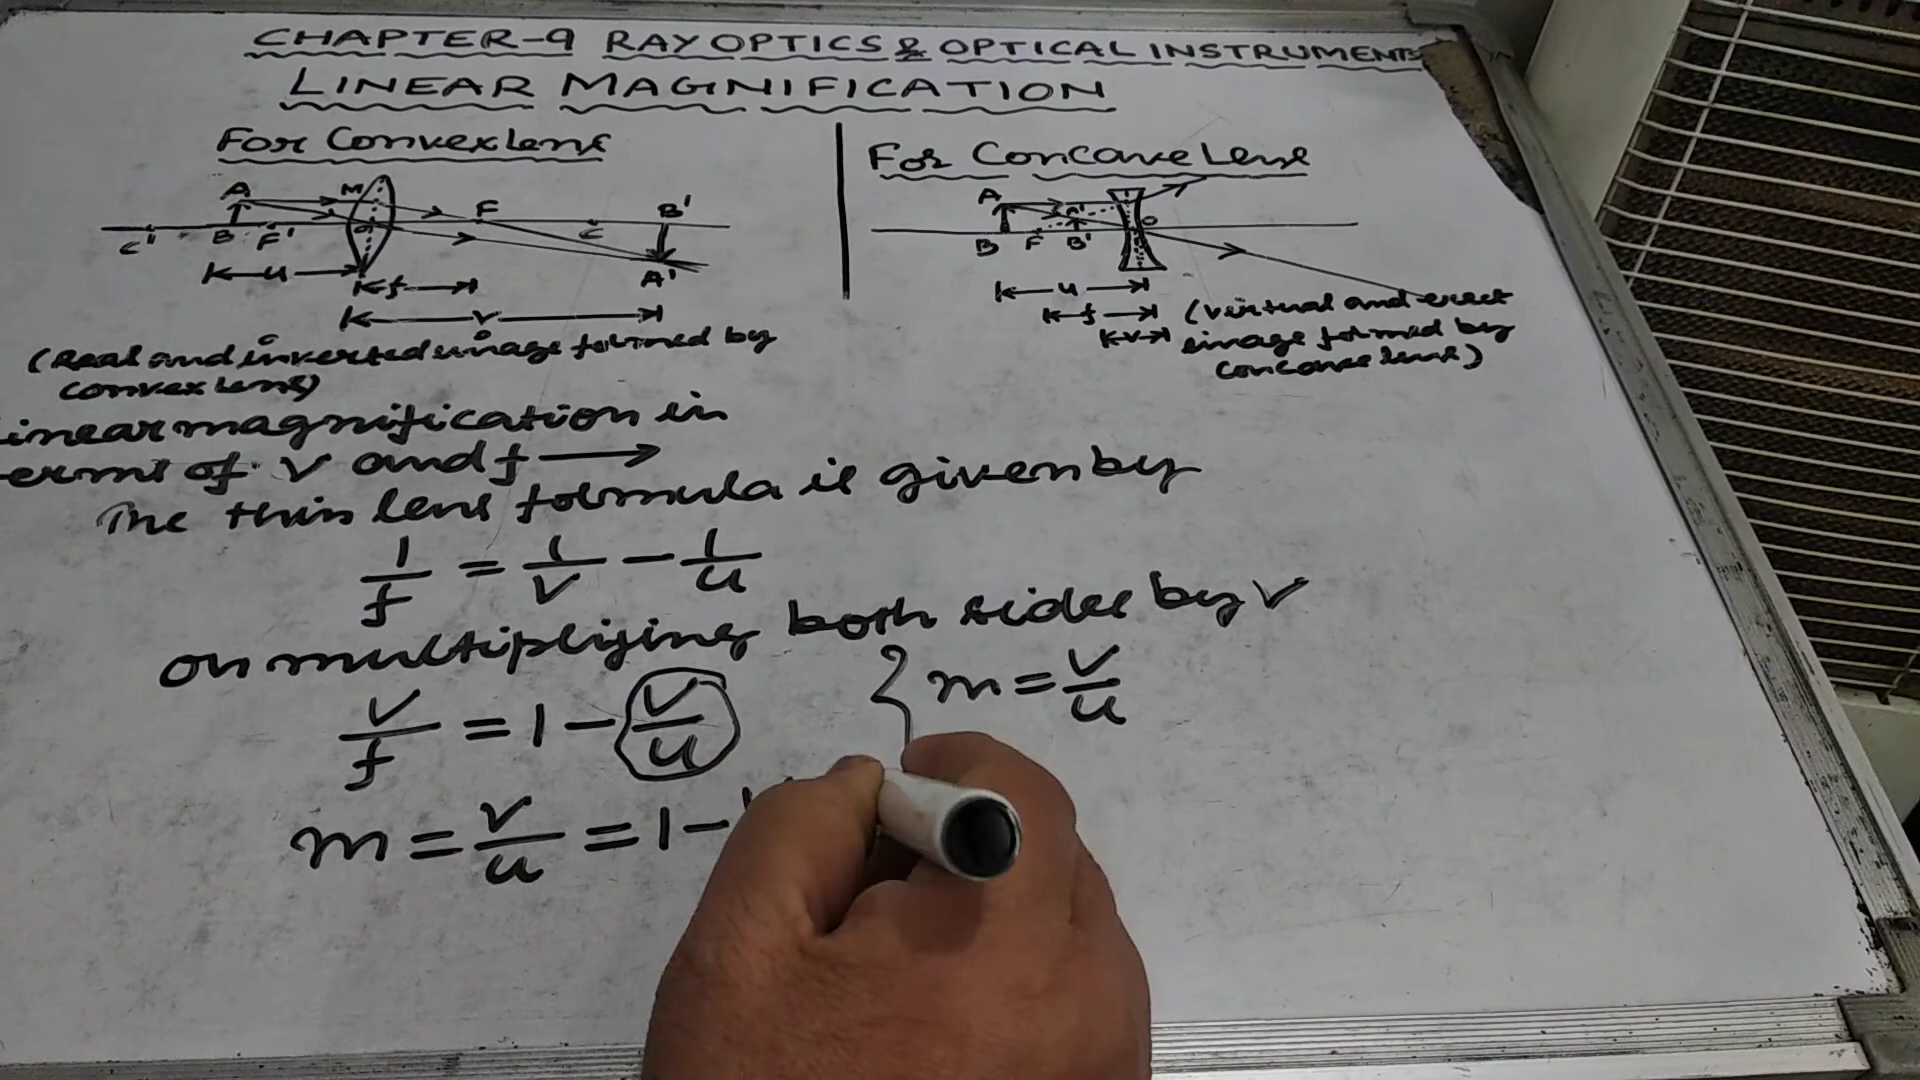 CHAPTER-9 RAY OPTICS & OPTICAL INSTRUMENTS
LINEAR MAGNIFICATION
For Convex Lens
A M F B'
C' B F' O C
A'
u
f
v
(Real and inverted image formed by
convex lens)
For Concave Lens
A A' O
B F B'
u
f
v
(virtual and erect
image formed by
concave lens)
inear magnification in
erms of v and f →
The thin lens formula is given by
1/f = 1/v - 1/u
on multiplying both sides by v
v/f = 1 - v/u { m = v/u
m = v/u = 1 -